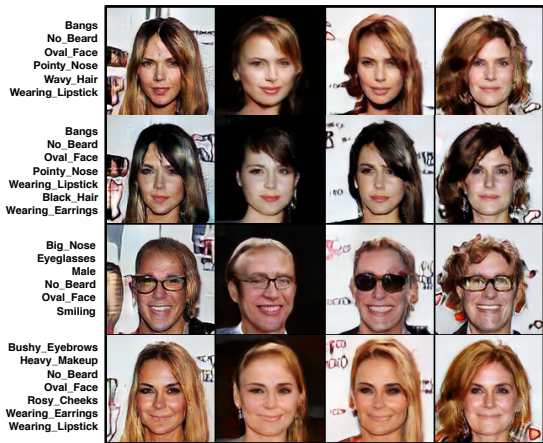 Bangs
No_Beard
Oval_Face
Pointy_Nose
Wavy_Hair
Wearing_Lipstick
Bangs
No_Beard
Oval_Face
Pointy_Nose
Wearing_Lipstick
Black_Hair
Wearing_Earrings
Big_Nose
Eyeglasses
Male
No_Beard
Oval_Face
Smiling
Bushy_Eyebrows
Heavy_Makeup
No_Beard
Oval_Face
Rosy_Cheeks
Wearing_Earrings
Wearing_Lipstick